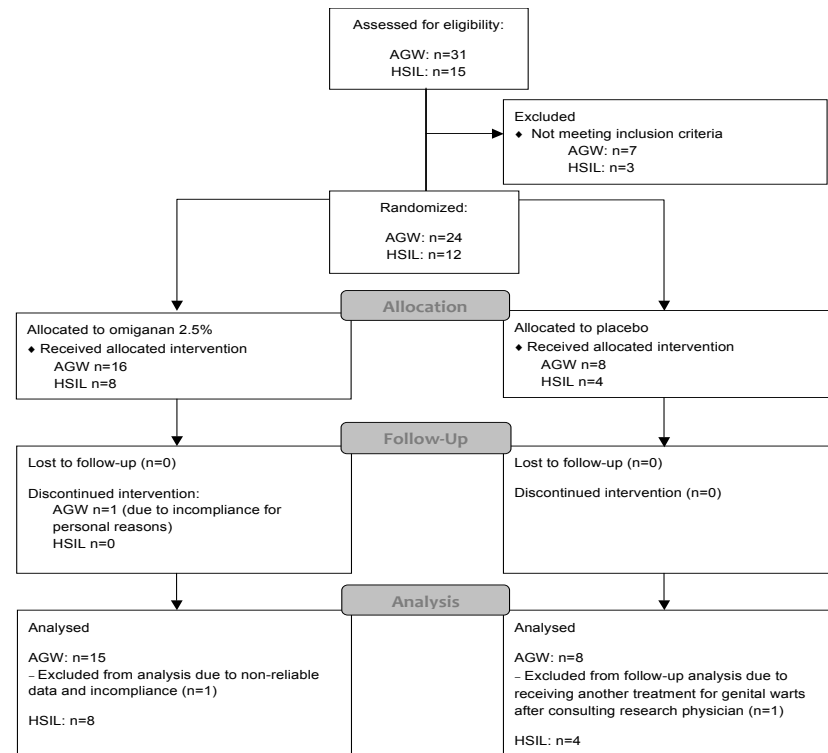 Assessed for eligibility:
AGW: n=31
HSIL: n=15
Excluded
◆ Not meeting inclusion criteria
AGW: n=7
HSIL: n=3
Randomized:
AGW: n=24
HSIL: n=12
Allocation
Allocated to omiganan 2.5%
◆ Received allocated intervention
AGW n=16
HSIL n=8
Allocated to placebo
◆ Received allocated intervention
AGW n=8
HSIL n=4
Follow-Up
Lost to follow-up (n=0)
Discontinued intervention:
AGW n=1 (due to incompliance for
personal reasons)
HSIL n=0
Lost to follow-up (n=0)
Discontinued intervention (n=0)
Analysis
Analysed
AGW: n=15
– Excluded from analysis due to non-reliable
data and incompliance (n=1)
HSIL: n=8
Analysed
AGW: n=8
– Excluded from follow-up analysis due to
receiving another treatment for genital warts
after consulting research physician (n=1)
HSIL: n=4